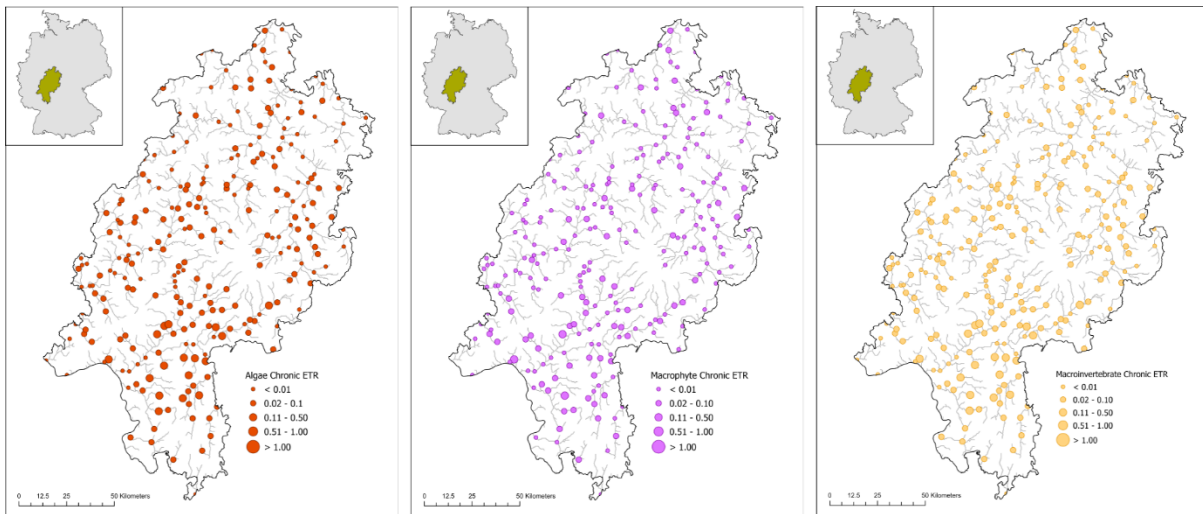 Algae Chronic ETR
< 0.01
0.02 - 0.1
0.11 - 0.50
0.51 - 1.00
> 1.00
0 12.5 25 50 Kilometers
Macrophyte Chronic ETR
< 0.01
0.02 - 0.10
0.11 - 0.50
0.51 - 1.00
> 1.00
0 12.5 25 50 Kilometers
Macroinvertebrate Chronic ETR
< 0.01
0.02 - 0.10
0.11 - 0.50
0.51 - 1.00
> 1.00
0 12.5 25 50 Kilometers